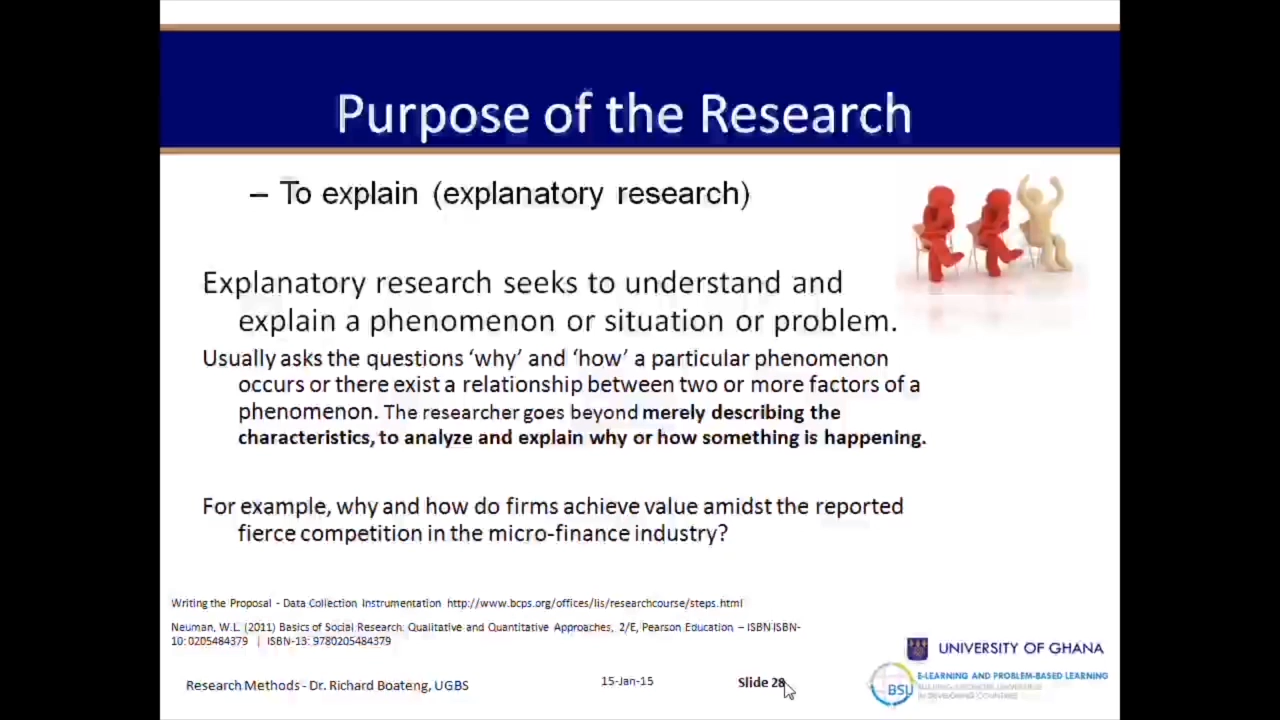 Purpose of the Research
– To explain (explanatory research)
Explanatory research seeks to understand and
explain a phenomenon or situation or problem.
Usually asks the questions ‘why’ and ‘how’ a particular phenomenon
occurs or there exist a relationship between two or more factors of a
phenomenon. The researcher goes beyond merely describing the
characteristics, to analyze and explain why or how something is happening.
For example, why and how do firms achieve value amidst the reported
fierce competition in the micro-finance industry?
Writing the Proposal - Data Collection Instrumentation http://www.bcps.org/offices/lis/researchcourse/steps.html
Neuman, W.L. (2011) Basics of Social Research: Qualitative and Quantitative Approaches, 2/E, Pearson Education – ISBN ISBN-
10: 0205484379 | ISBN-13: 9780205484379
UNIVERSITY OF GHANA
E-LEARNING AND PROBLEM-BASED LEARNING
BSU
IN DEVELOPING COUNTRIES
Research Methods - Dr. Richard Boateng, UGBS
15-Jan-15
Slide 28